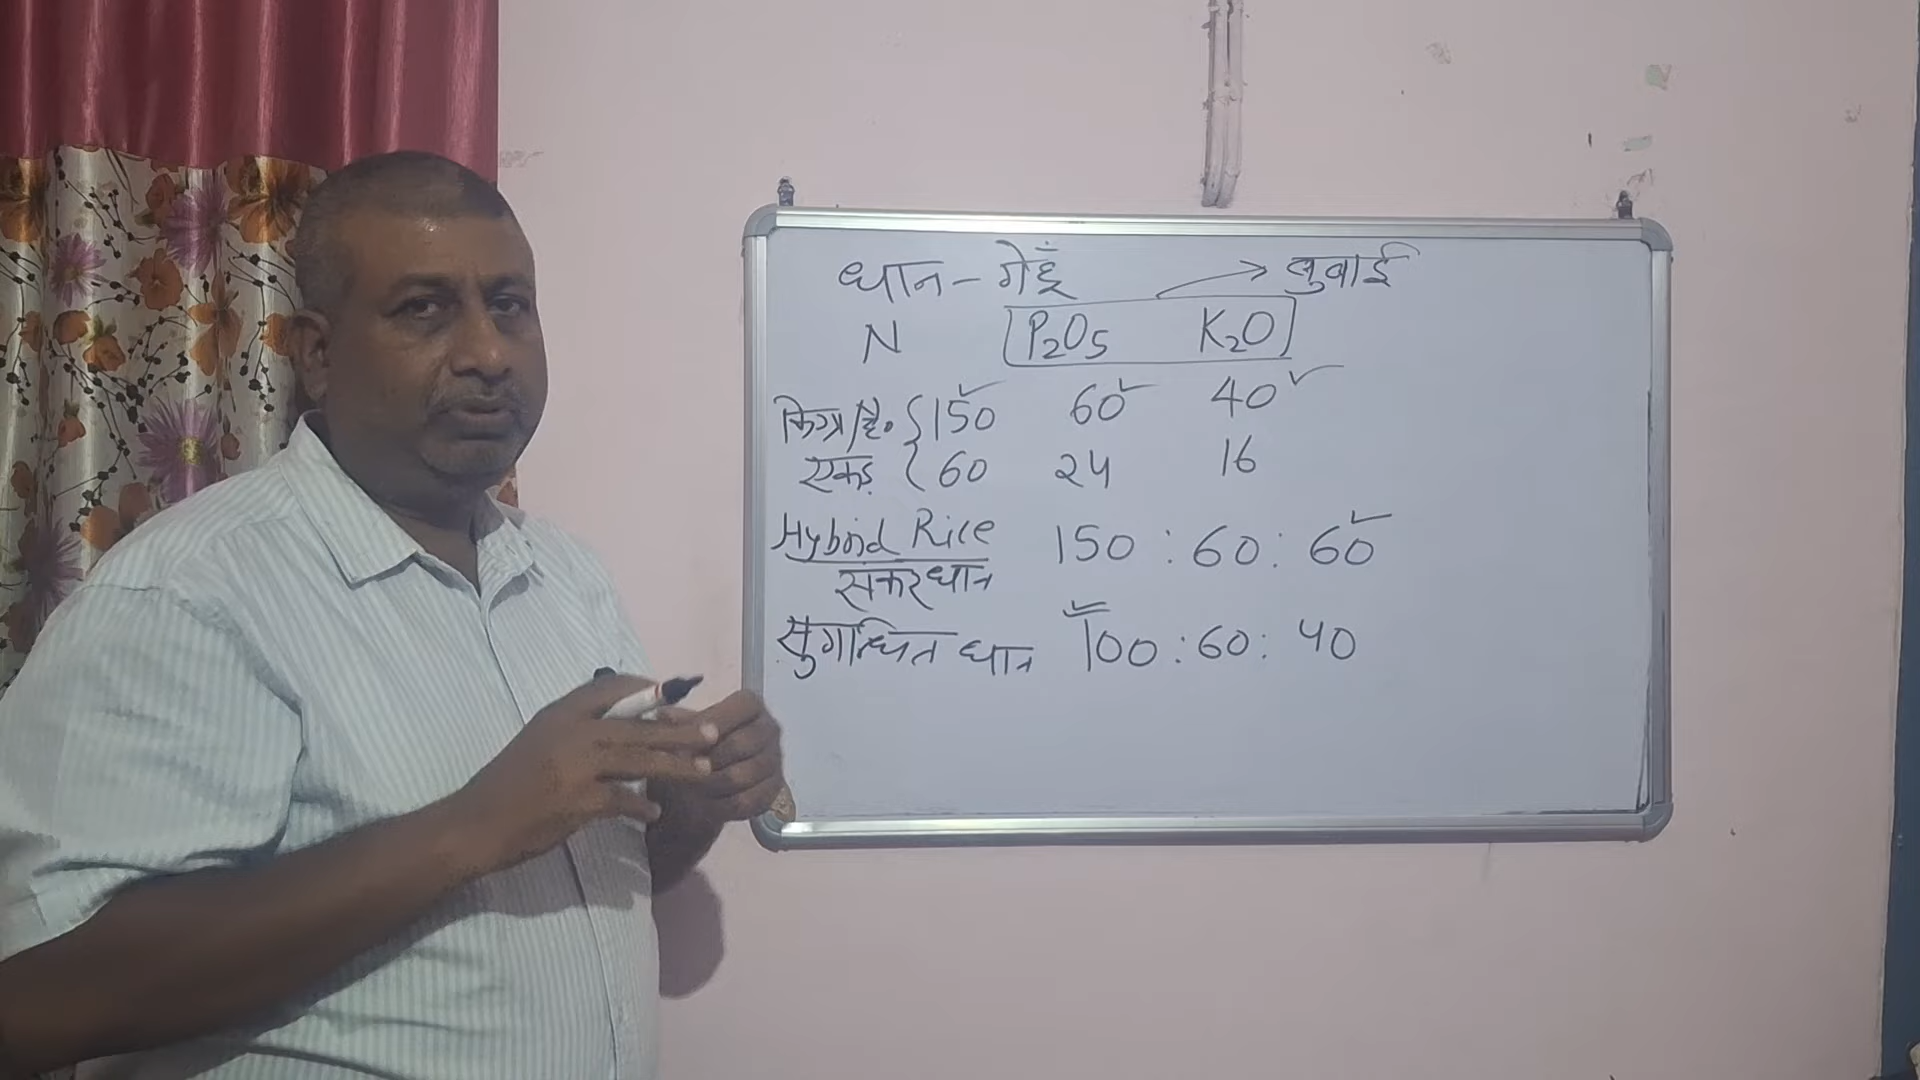 धान - गेहूँ → बुवाई
N P₂O₅ K₂O
किग्रा/है० { 150 60 40
एकड़ { 60 24 16
Hybrid Rice 150 : 60 : 60
संकर धान
सुगन्धित धान 100 : 60 : 40